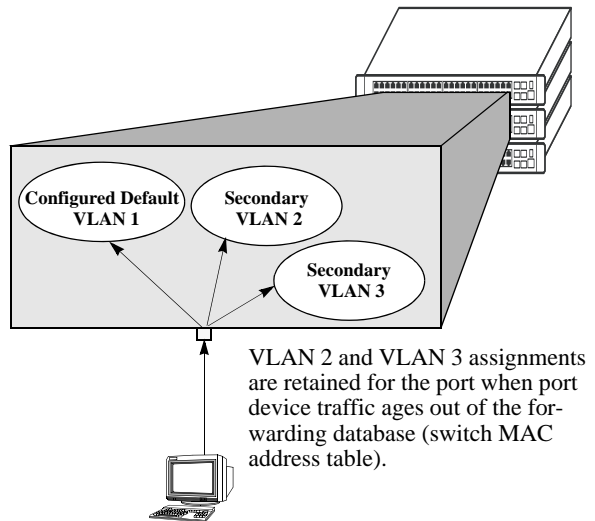 Configured Default
VLAN 1
Secondary
VLAN 2
Secondary
VLAN 3
VLAN 2 and VLAN 3 assignments
are retained for the port when port
device traffic ages out of the for-
warding database (switch MAC
address table).